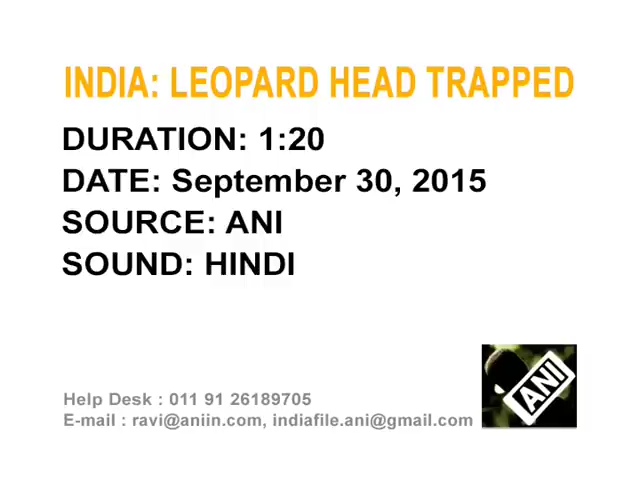 INDIA: LEOPARD HEAD TRAPPED
DURATION: 1:20
DATE: September 30, 2015
SOURCE: ANI
SOUND: HINDI
Help Desk : 011 91 26189705
E-mail : ravi@aniin.com, indiafile.ani@gmail.com
ANI